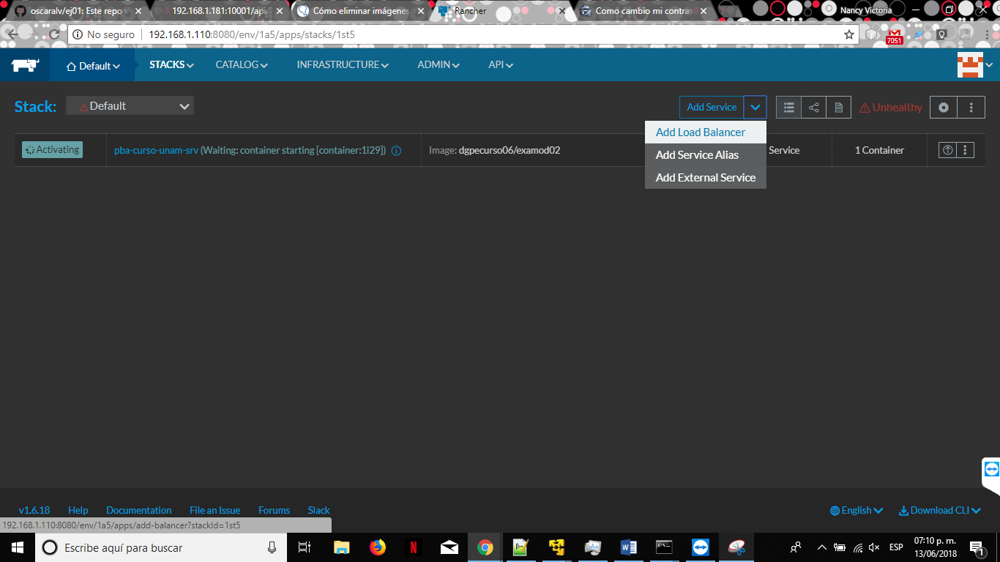 oscaralv/ej01: Este repo v
192.168.1.181:10001/api/
Cómo eliminar imágenes
Rancher
Como cambio mi contras
Nancy Victoria
No seguro
192.168.1.110:8080/env/1a5/apps/stacks/1st5
7051
Default
STACKS
CATALOG
INFRASTRUCTURE
ADMIN
API
Stack:
Default
Add Service
Unhealthy
Add Load Balancer
Add Service Alias
Add External Service
Activating
pba-curso-unam-srv (Waiting: container starting [container:1i29])
Image: dgpecurso06/examod02
Service
1 Container
v1.6.18
Help
Documentation
File an Issue
Forums
Slack
English
Download CLI
192.168.1.110:8080/env/1a5/apps/add-balancer?stackId=1st5
Escribe aquí para buscar
ESP
07:10 p. m.
13/06/2018
1